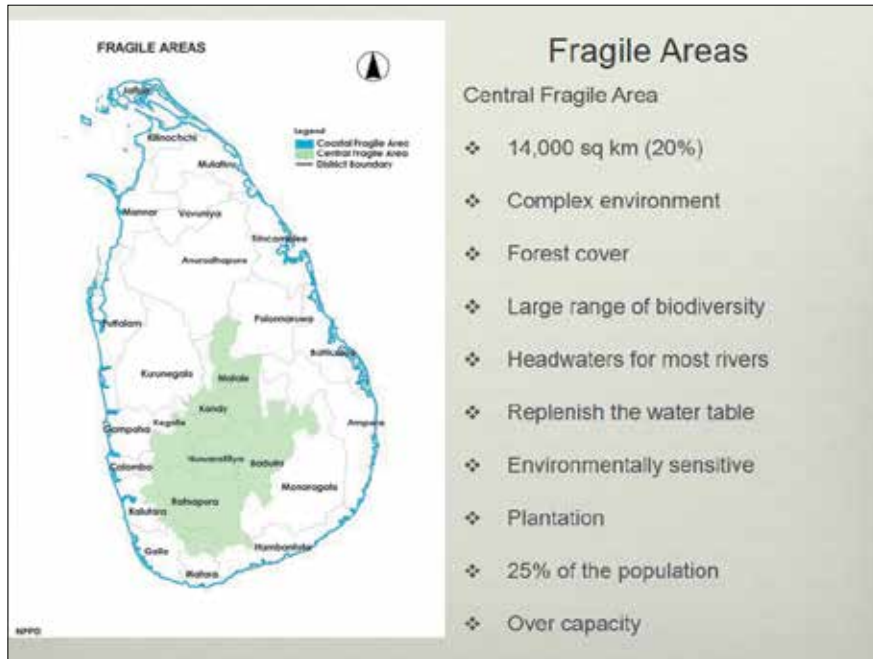 FRAGILE AREAS
Legend
Coastal Fragile Area
Central Fragile Area
District Boundary
Jaffna
Kilinochchi
Mannar
Vavuniya
Trincomalee
Anuradhapura
Puttalam
Polonnaruwa
Kurunegala
Matale
Kandy
Kegalle
Gampaha
Ampara
Colombo
Badulla
Monaragala
Ratnapura
Kalutara
Galle
Hambantota
Matara
NPPD
Fragile Areas
Central Fragile Area
❖ 14,000 sq km (20%)
❖ Complex environment
❖ Forest cover
❖ Large range of biodiversity
❖ Headwaters for most rivers
❖ Replenish the water table
❖ Environmentally sensitive
❖ Plantation
❖ 25% of the population
❖ Over capacity